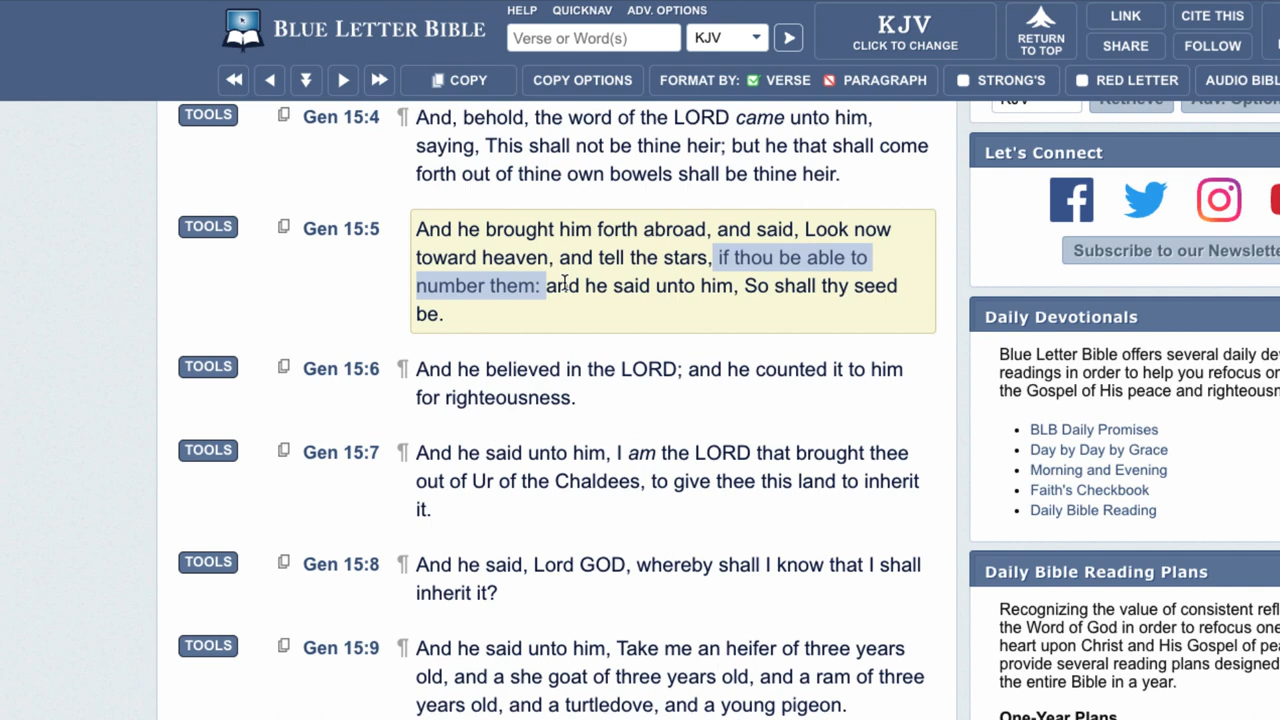 HELP QUICKNAV ADV. OPTIONS
BLUE LETTER BIBLE
Verse or Word(s)
KJV
KJV
CLICK TO CHANGE
RETURN
TO TOP
LINK
CITE THIS
SHARE
FOLLOW
COPY
COPY OPTIONS
FORMAT BY: VERSE PARAGRAPH
STRONG'S
RED LETTER
AUDIO BIBL
TOOLS Gen 15:4 ¶ And, behold, the word of the LORD came unto him,
saying, This shall not be thine heir; but he that shall come
forth out of thine own bowels shall be thine heir.
TOOLS Gen 15:5 And he brought him forth abroad, and said, Look now
toward heaven, and tell the stars, if thou be able to
number them: and he said unto him, So shall thy seed
be.
TOOLS Gen 15:6 ¶ And he believed in the LORD; and he counted it to him
for righteousness.
TOOLS Gen 15:7 ¶ And he said unto him, I am the LORD that brought thee
out of Ur of the Chaldees, to give thee this land to inherit
it.
TOOLS Gen 15:8 ¶ And he said, Lord GOD, whereby shall I know that I shall
inherit it?
TOOLS Gen 15:9 ¶ And he said unto him, Take me an heifer of three years
old, and a she goat of three years old, and a ram of three
years old, and a turtledove, and a young pigeon.
KJV Retrieve Adv. Option
Let's Connect
Subscribe to our Newslette
Daily Devotionals
Blue Letter Bible offers several daily de
readings in order to help you refocus or
the Gospel of His peace and righteousn
• BLB Daily Promises
• Day by Day by Grace
• Morning and Evening
• Faith's Checkbook
• Daily Bible Reading
Daily Bible Reading Plans
Recognizing the value of consistent refl
the Word of God in order to refocus one
heart upon Christ and His Gospel of pe
provide several reading plans designed
the entire Bible in a year.
One-Year Plans